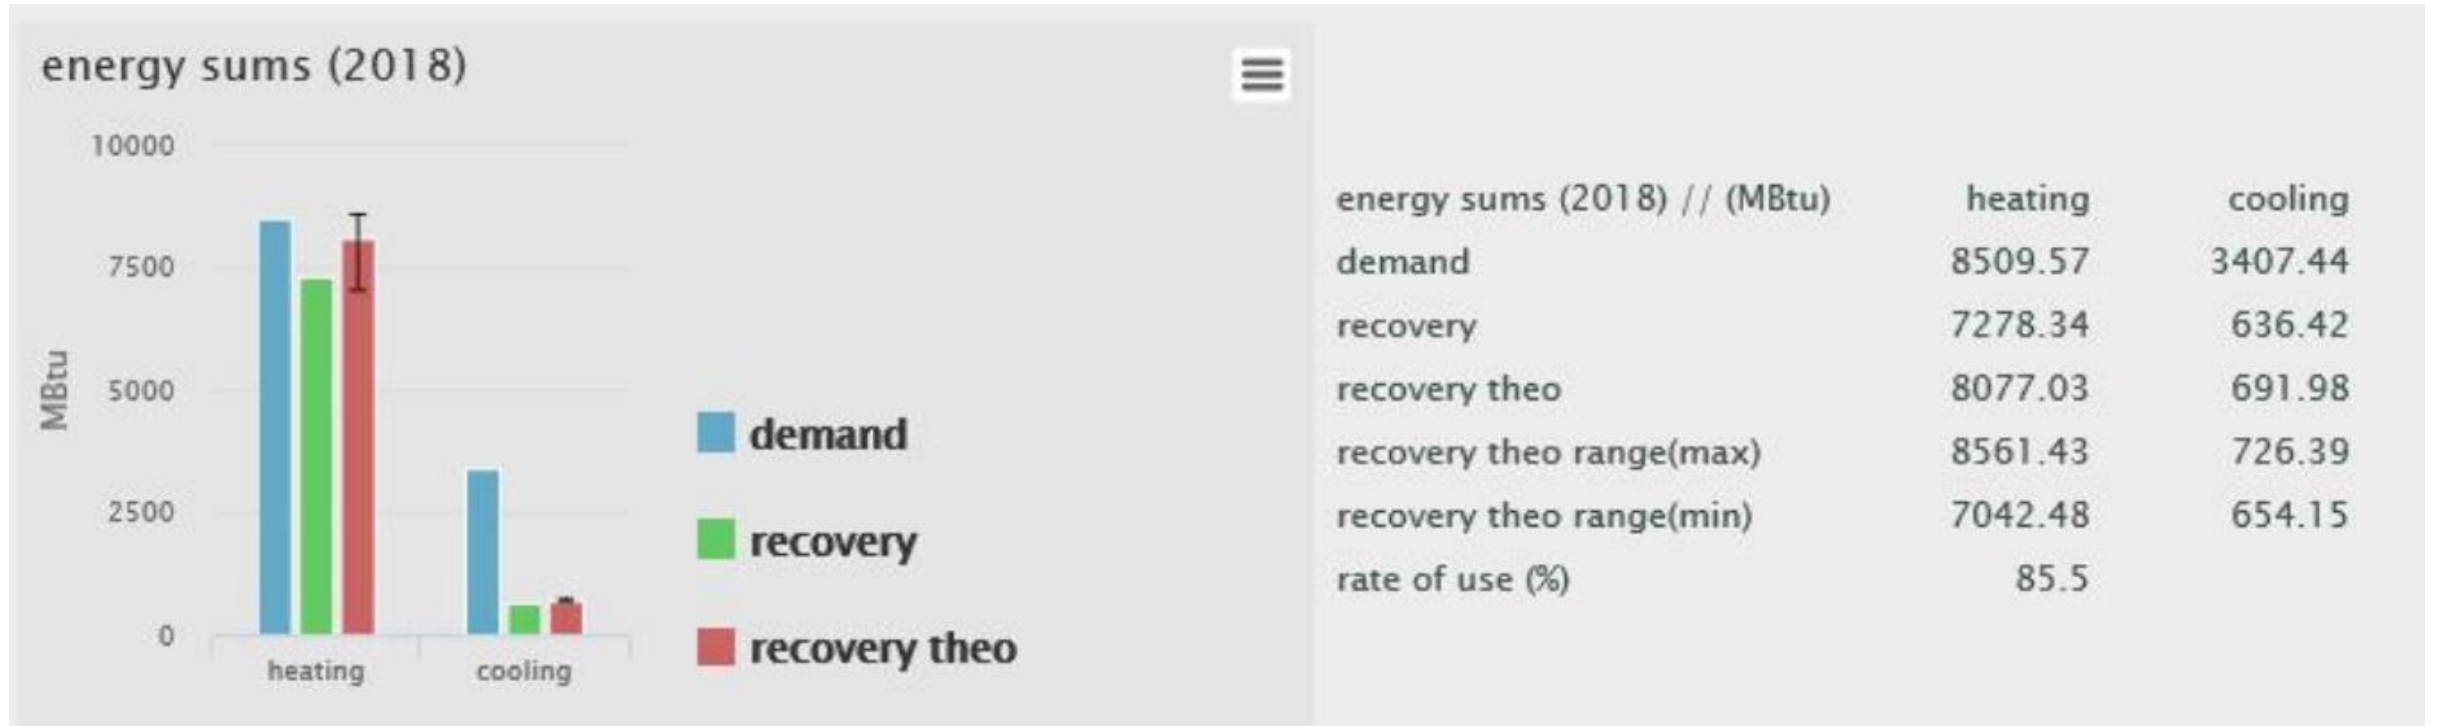 energy sums (2018)
10000
7500
5000
2500
0
MBtu
heating cooling
demand
recovery
recovery theo
energy sums (2018) // (MBtu) heating cooling
demand 8509.57 3407.44
recovery 7278.34 636.42
recovery theo 8077.03 691.98
recovery theo range(max) 8561.43 726.39
recovery theo range(min) 7042.48 654.15
rate of use (%) 85.5